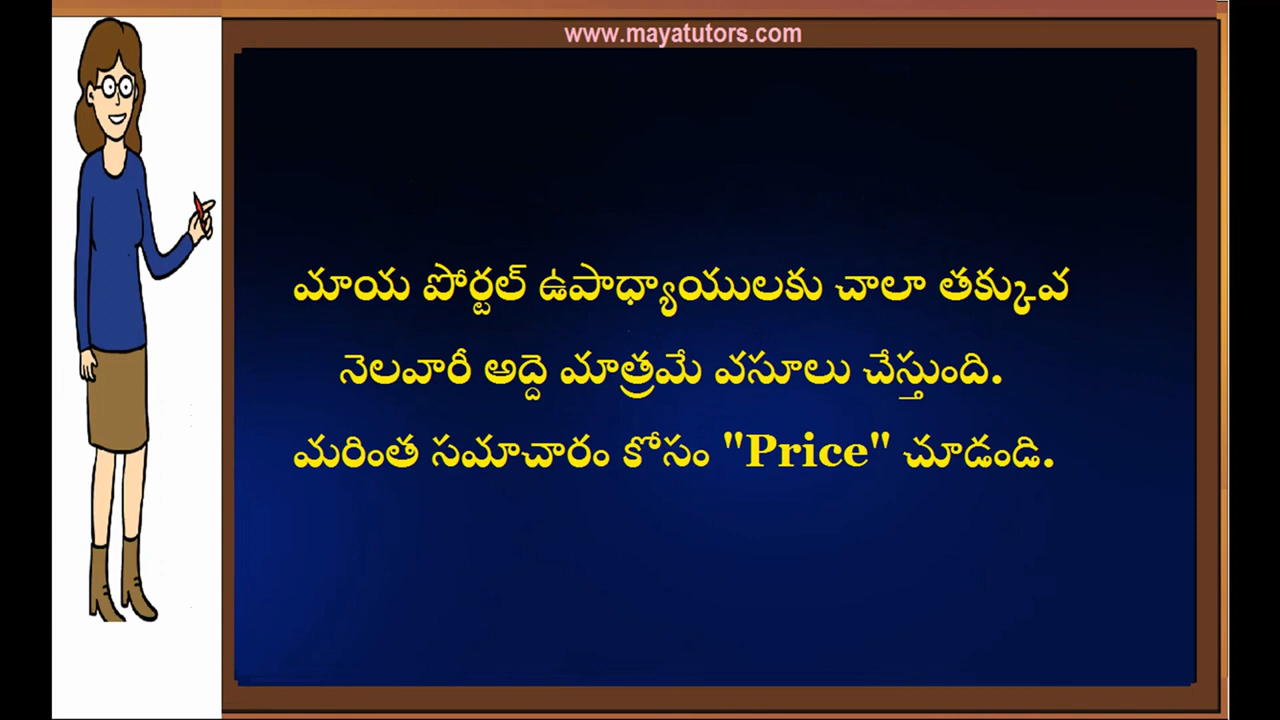 www.mayatutors.com
మాయ పోర్టల్ ఉపాధ్యాయులకు చాలా తక్కువ
నెలవారీ అద్దె మాత్రమే వసూలు చేస్తుంది.
మరింత సమాచారం కోసం "Price" చూడండి.